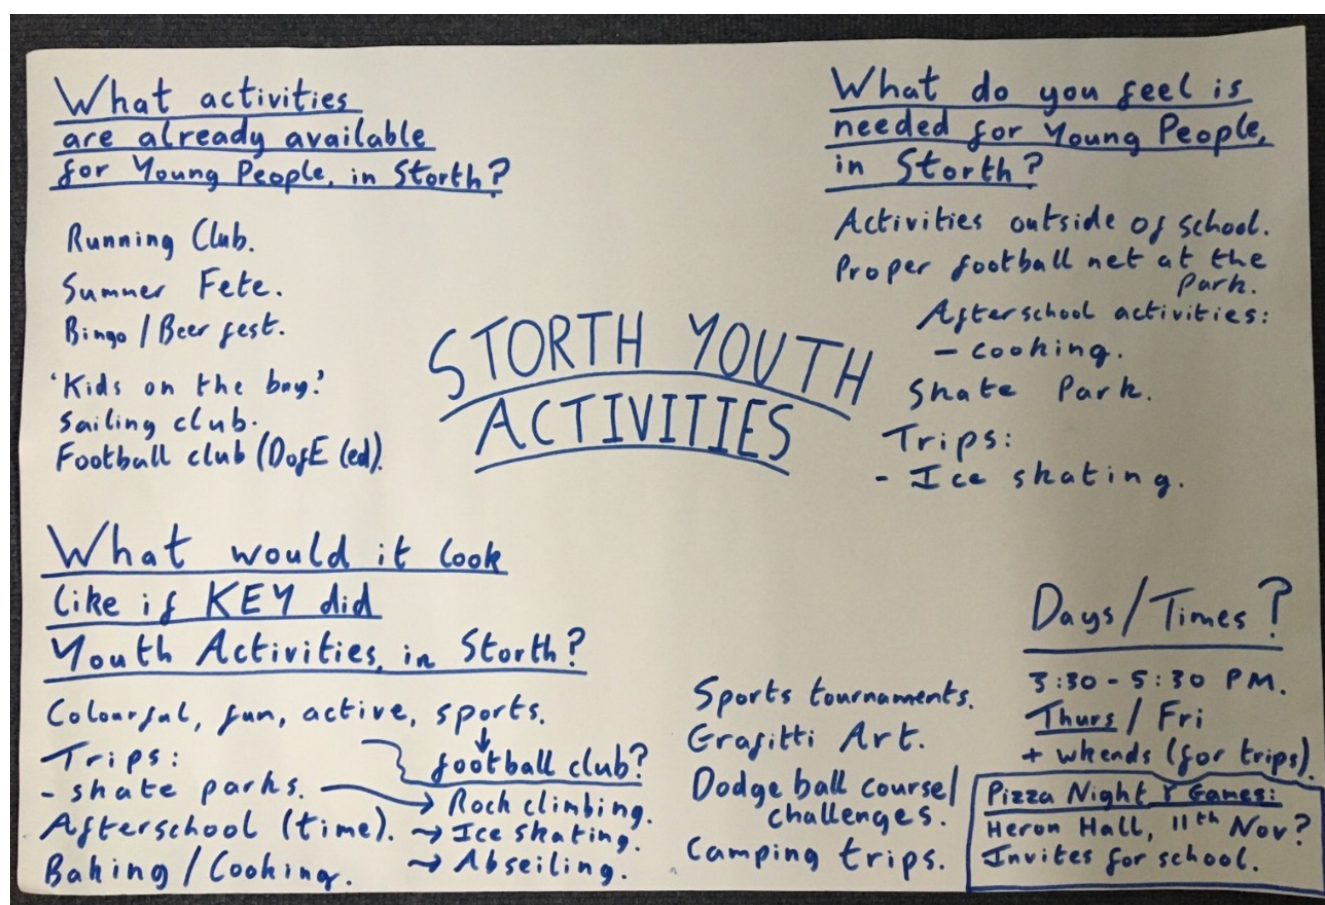 What activities
are already available
for Young People, in Storth?
Running Club.
Summer Fete.
Bingo / Beer fest.
'Kids on the bay.'
Sailing club.
Football club (DofE led).
STORTH YOUTH
ACTIVITIES
What do you feel is
needed for Young People,
in Storth?
Activities outside of school.
Proper football net at the
Park.
Afterschool activities:
- cooking.
Skate Park.
Trips:
- Ice skating.
What would it look
like if KEY did
Youth Activities, in Storth?
Colourful, fun, active, sports.
football club?
Trips:
- skate parks. → Rock climbing.
Afterschool (time). → Ice skating.
Baking / Cooking. → Abseiling.
Sports tournaments.
Grafitti Art.
Dodge ball course/
challenges.
Camping trips.
Days/Times?
3:30 - 5:30 PM.
Thurs / Fri
+ wkends (for trips).
Pizza Night & Games:
Heron Hall, 11th Nov?
Invites for school.